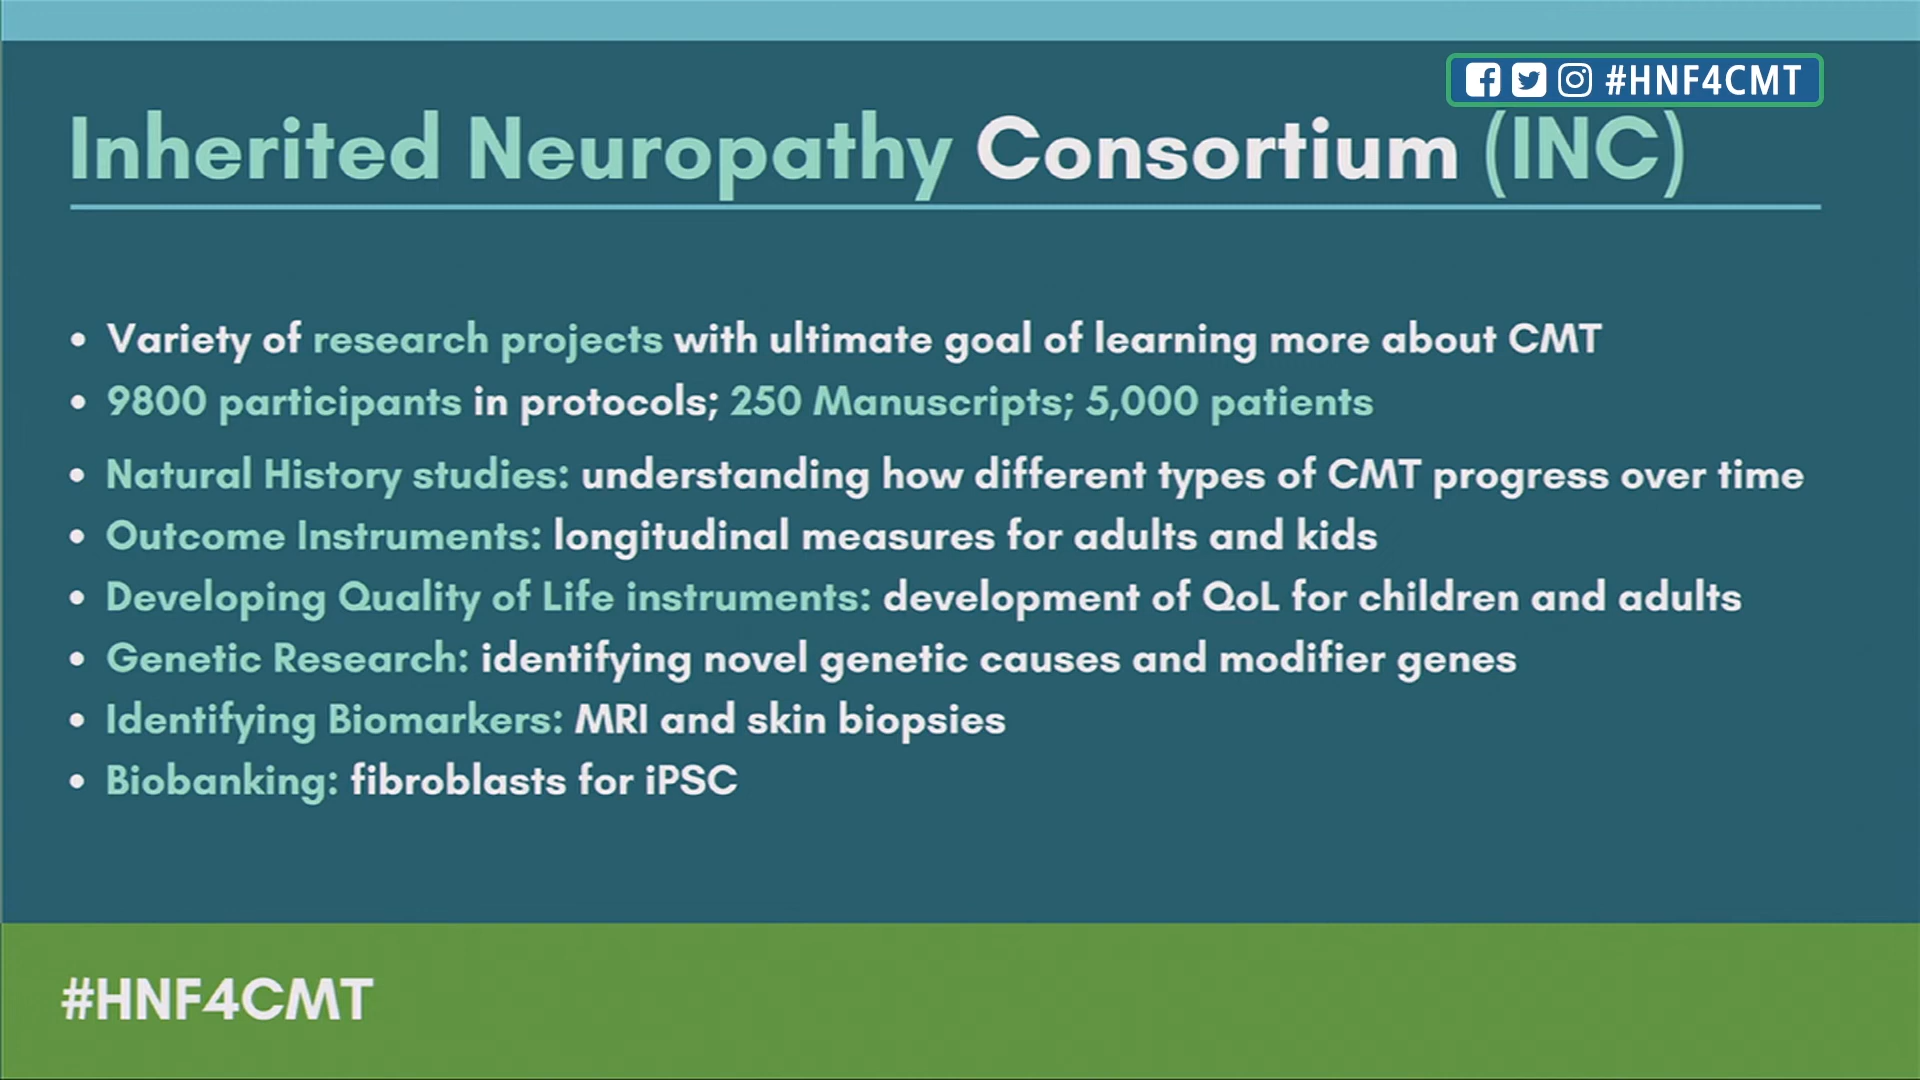 #HNF4CMT
Inherited Neuropathy Consortium (INC)
• Variety of research projects with ultimate goal of learning more about CMT
• 9800 participants in protocols; 250 Manuscripts; 5,000 patients
• Natural History studies: understanding how different types of CMT progress over time
• Outcome Instruments: longitudinal measures for adults and kids
• Developing Quality of Life instruments: development of QoL for children and adults
• Genetic Research: identifying novel genetic causes and modifier genes
• Identifying Biomarkers: MRI and skin biopsies
• Biobanking: fibroblasts for iPSC
#HNF4CMT